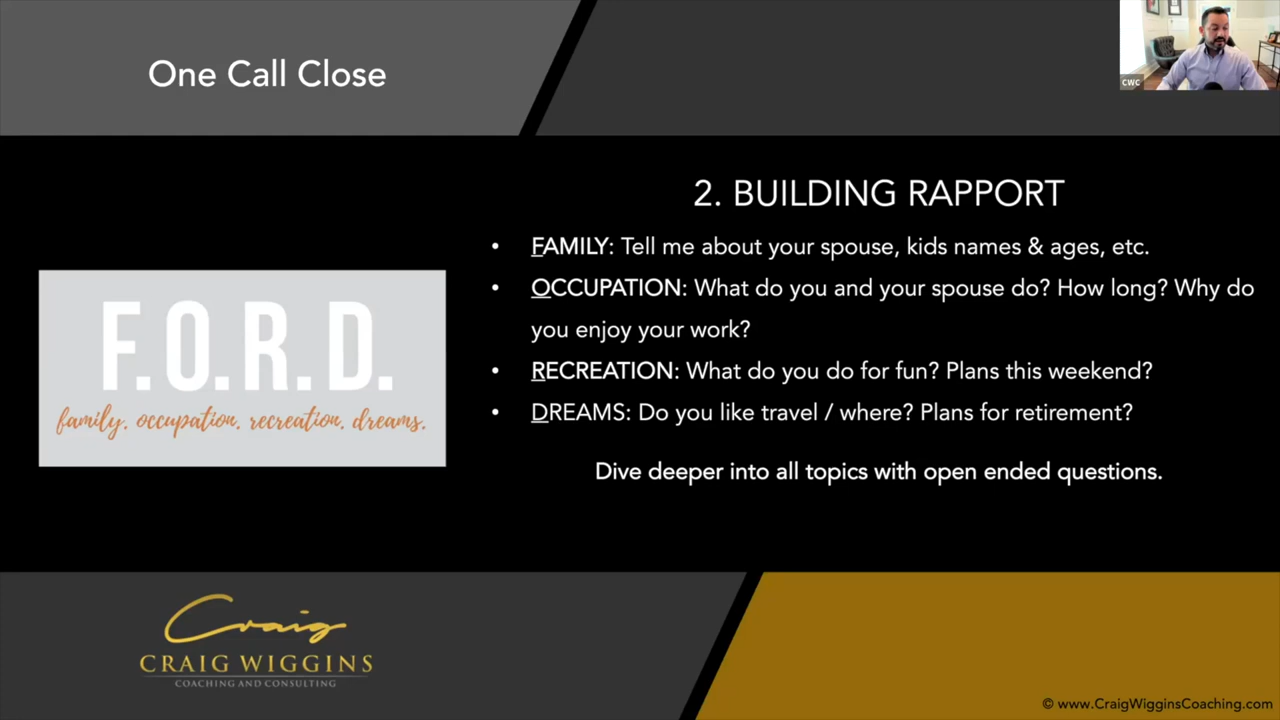 One Call Close
CWC
2. BUILDING RAPPORT
• FAMILY: Tell me about your spouse, kids names & ages, etc.
• OCCUPATION: What do you and your spouse do? How long? Why do
you enjoy your work?
• RECREATION: What do you do for fun? Plans this weekend?
• DREAMS: Do you like travel / where? Plans for retirement?
Dive deeper into all topics with open ended questions.
F.O.R.D.
family. occupation. recreation. dreams.
Craig
CRAIG WIGGINS
COACHING AND CONSULTING
© www.CraigWigginsCoaching.com